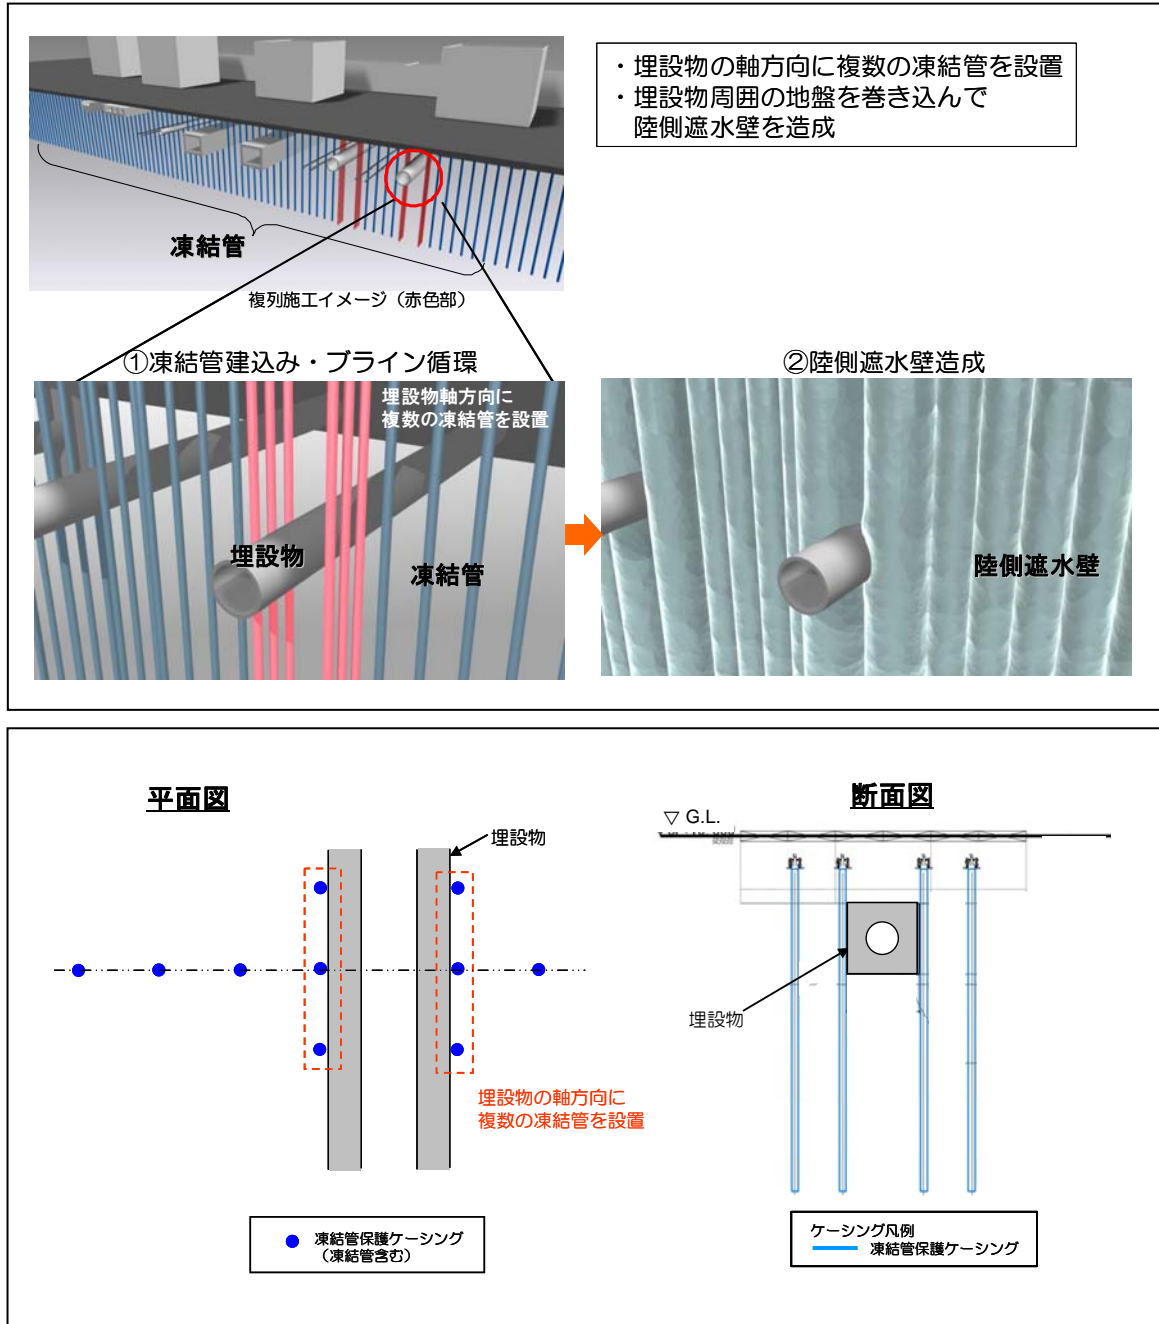 ・埋設物の軸方向に複数の凍結管を設置
・埋設物周囲の地盤を巻き込んで
陸側遮水壁を造成
凍結管
複列施工イメージ（赤色部）
①凍結管建込み・ブライン循環
埋設物軸方向に
複数の凍結管を設置
埋設物
凍結管
②陸側遮水壁造成
陸側遮水壁
平面図
埋設物
埋設物の軸方向に
複数の凍結管を設置
凍結管保護ケーシング
（凍結管含む）
断面図
▽ G.L.
埋設物
ケーシング凡例
凍結管保護ケーシング